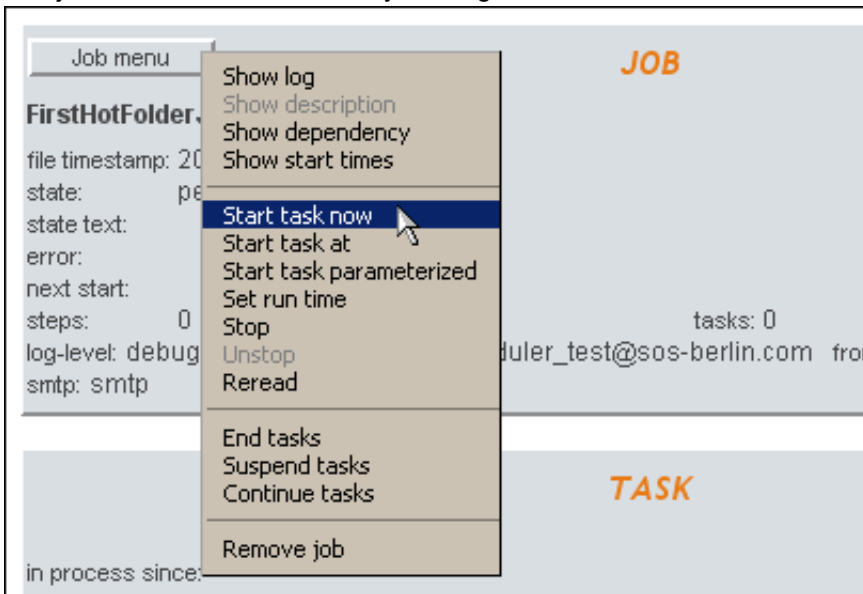 Job menu
JOB
FirstHotFolder
file timestamp: 20
state: pe
state text:
error:
next start:
steps: 0
tasks: 0
log-level: debug
duler_test@sos-berlin.com fro
smtp: smtp
Show log
Show description
Show dependency
Show start times
Start task now
Start task at
Start task parameterized
Set run time
Stop
Unstop
Reread
End tasks
Suspend tasks
Continue tasks
Remove job
TASK
in process since: